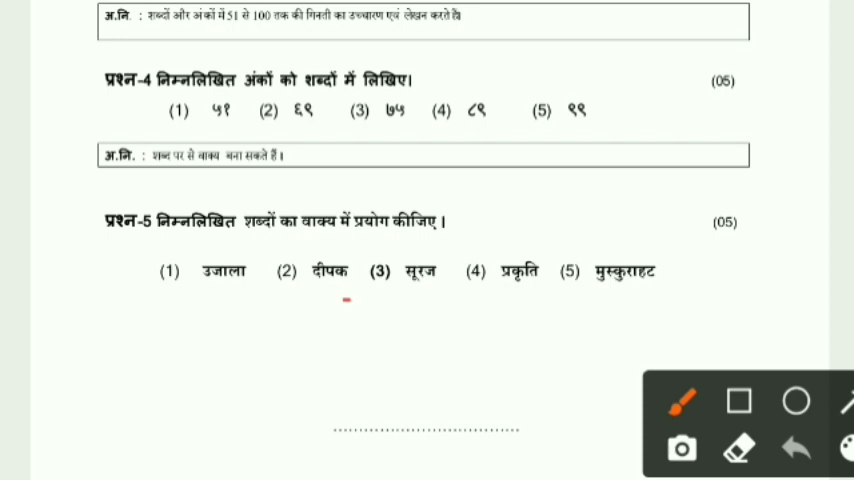 अ.नि. : शब्दों और अंकों में 51 से 100 तक की गिनती का उच्चारण एवं लेखन करते हैं।
प्रश्न-4 निम्नलिखित अंकों को शब्दों में लिखिए। (05)
(1) ५१ (2) ६९ (3) ७५ (4) ८९ (5) ९९
अ.नि. : शब्द पर से वाक्य बना सकते हैं।
प्रश्न-5 निम्नलिखित शब्दों का वाक्य में प्रयोग कीजिए। (05)
(1) उजाला (2) दीपक (3) सूरज (4) प्रकृति (5) मुस्कुराहट